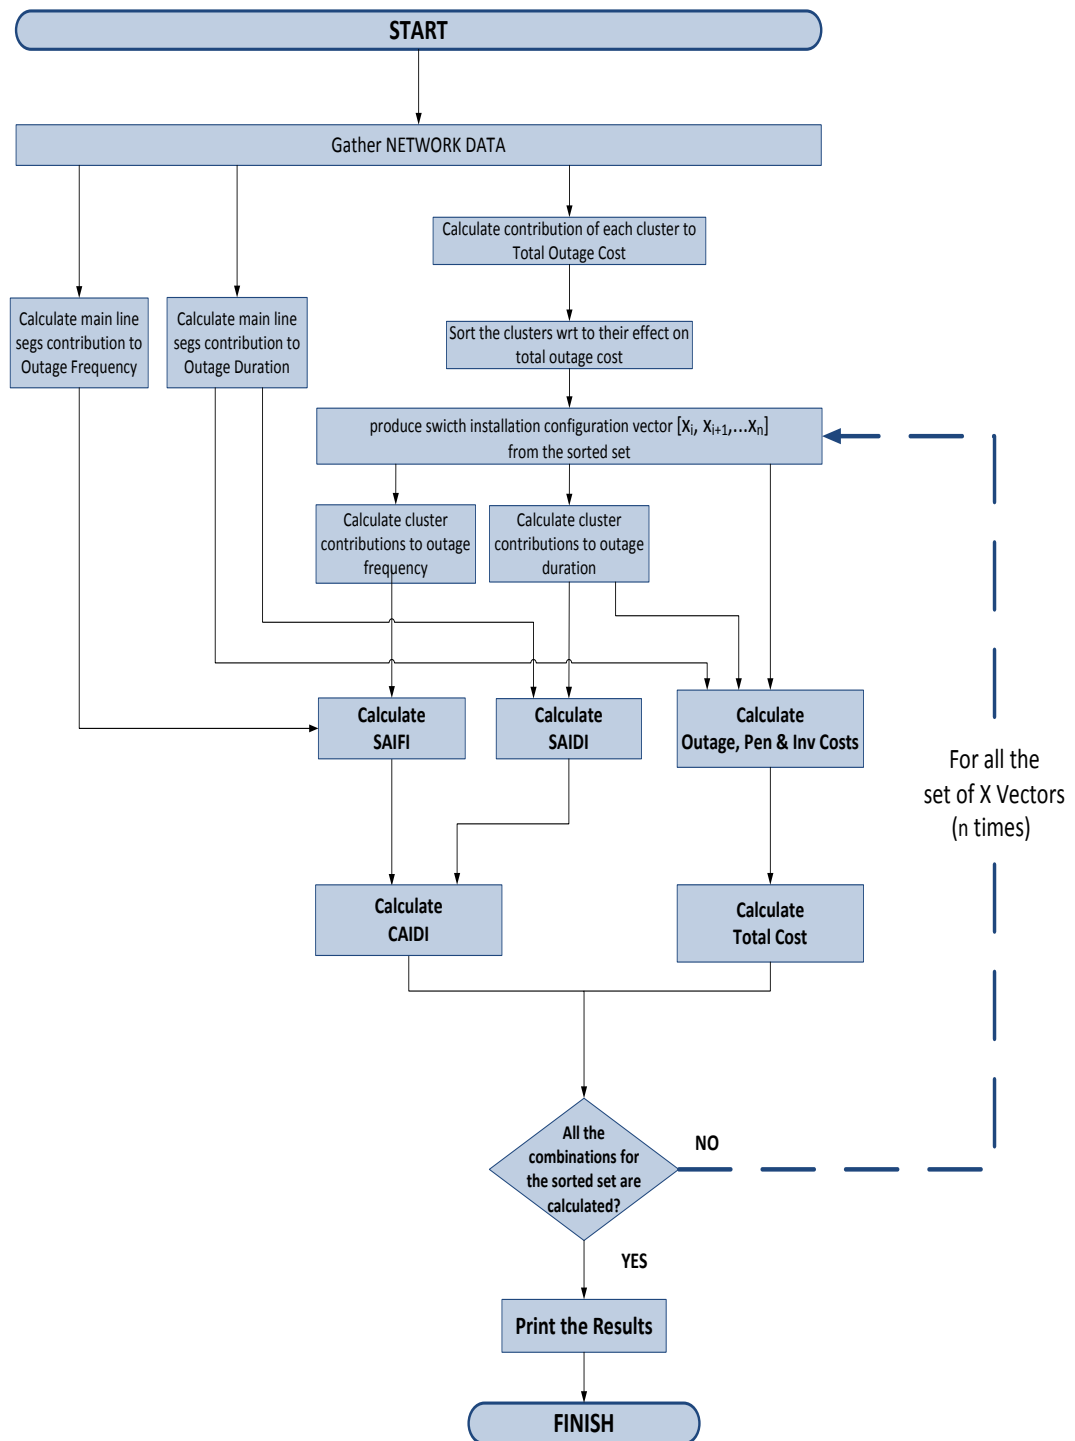 START
Gather NETWORK DATA
Calculate contribution of each cluster to
Total Outage Cost
Calculate main line
segs contribution to
Outage Frequency
Calculate main line
segs contribution to
Outage Duration
Sort the clusters wrt to their effect on
total outage cost
produce swicth installation configuration vector [xᵢ, xᵢ₊₁,...xₙ]
from the sorted set
Calculate cluster
contributions to outage
frequency
Calculate cluster
contributions to outage
duration
Calculate
SAIFI
Calculate
SAIDI
Calculate
Outage, Pen & Inv Costs
For all the
set of X Vectors
(n times)
Calculate
CAIDI
Calculate
Total Cost
All the
combinations for
the sorted set are
calculated?
NO
YES
Print the Results
FINISH